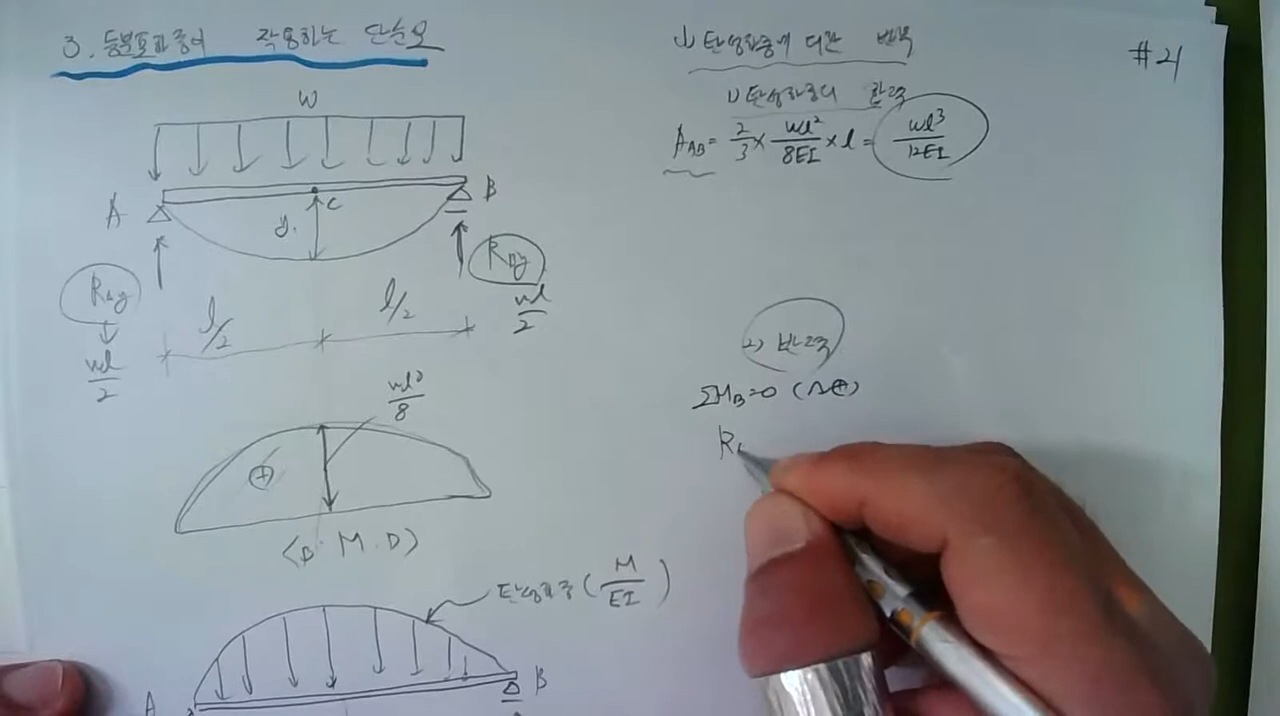 3. 등분포하중이 작용하는 단순보
W
A
B
C
y.
R_Ay
wl/2
R_By
wl/2
l/2
l/2
wl²/8
⊕
(B.M.D)
탄성하중 (M/EI)
A
B
#21
1) 탄성하중에 의한 반력
1) 탄성하중의 합력
A_AB = 2/3 × wl²/8EI × l = wl³/12EI
2) 반력
ΣM_B=0 (↷⊕)
R